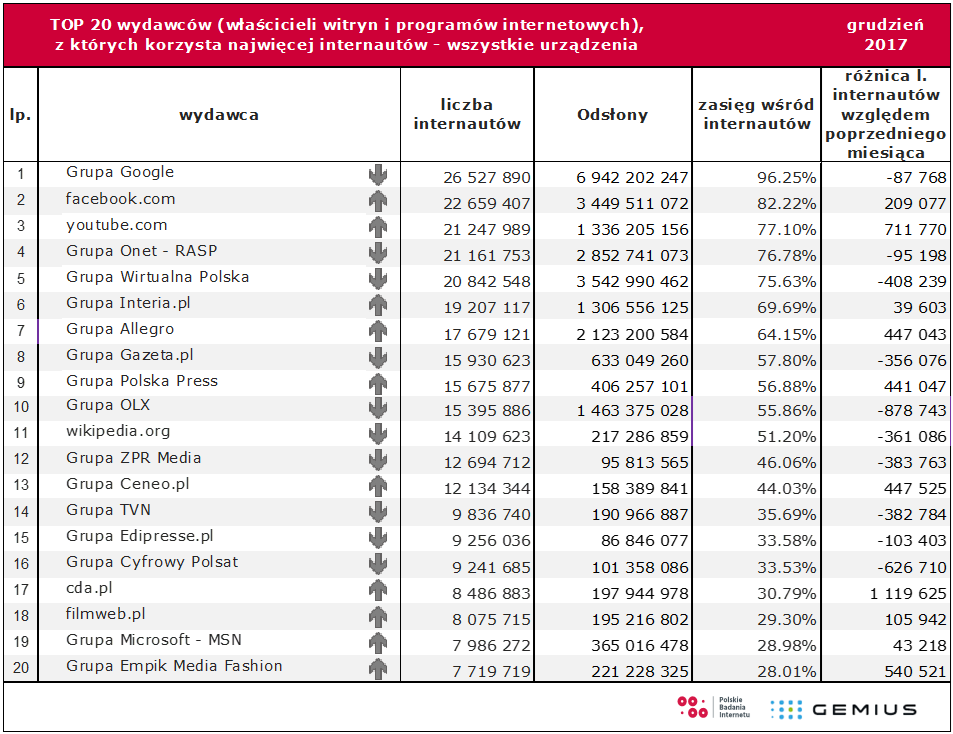 TOP 20 wydawców (właścicieli witryn i programów internetowych),
z których korzysta najwięcej internautów - wszystkie urządzenia
grudzień
2017
lp.
wydawca
liczba
internautów
Odsłony
zasięg wśród
internautów
różnica l.
internautów
względem
poprzedniego
miesiąca
1 Grupa Google 26 527 890 6 942 202 247 96.25% -87 768
2 facebook.com 22 659 407 3 449 511 072 82.22% 209 077
3 youtube.com 21 247 989 1 336 205 156 77.10% 711 770
4 Grupa Onet - RASP 21 161 753 2 852 741 073 76.78% -95 198
5 Grupa Wirtualna Polska 20 842 548 3 542 990 462 75.63% -408 239
6 Grupa Interia.pl 19 207 117 1 306 556 125 69.69% 39 603
7 Grupa Allegro 17 679 121 2 123 200 584 64.15% 447 043
8 Grupa Gazeta.pl 15 930 623 633 049 260 57.80% -356 076
9 Grupa Polska Press 15 675 877 406 257 101 56.88% 441 047
10 Grupa OLX 15 395 886 1 463 375 028 55.86% -878 743
11 wikipedia.org 14 109 623 217 286 859 51.20% -361 086
12 Grupa ZPR Media 12 694 712 95 813 565 46.06% -383 763
13 Grupa Ceneo.pl 12 134 344 158 389 841 44.03% 447 525
14 Grupa TVN 9 836 740 190 966 887 35.69% -382 784
15 Grupa Edipresse.pl 9 256 036 86 846 077 33.58% -103 403
16 Grupa Cyfrowy Polsat 9 241 685 101 358 086 33.53% -626 710
17 cda.pl 8 486 883 197 944 978 30.79% 1 119 625
18 filmweb.pl 8 075 715 195 216 802 29.30% 105 942
19 Grupa Microsoft - MSN 7 986 272 365 016 478 28.98% 43 218
20 Grupa Empik Media Fashion 7 719 719 221 228 325 28.01% 540 521
Polskie
Badania
Internetu
GEMIUS